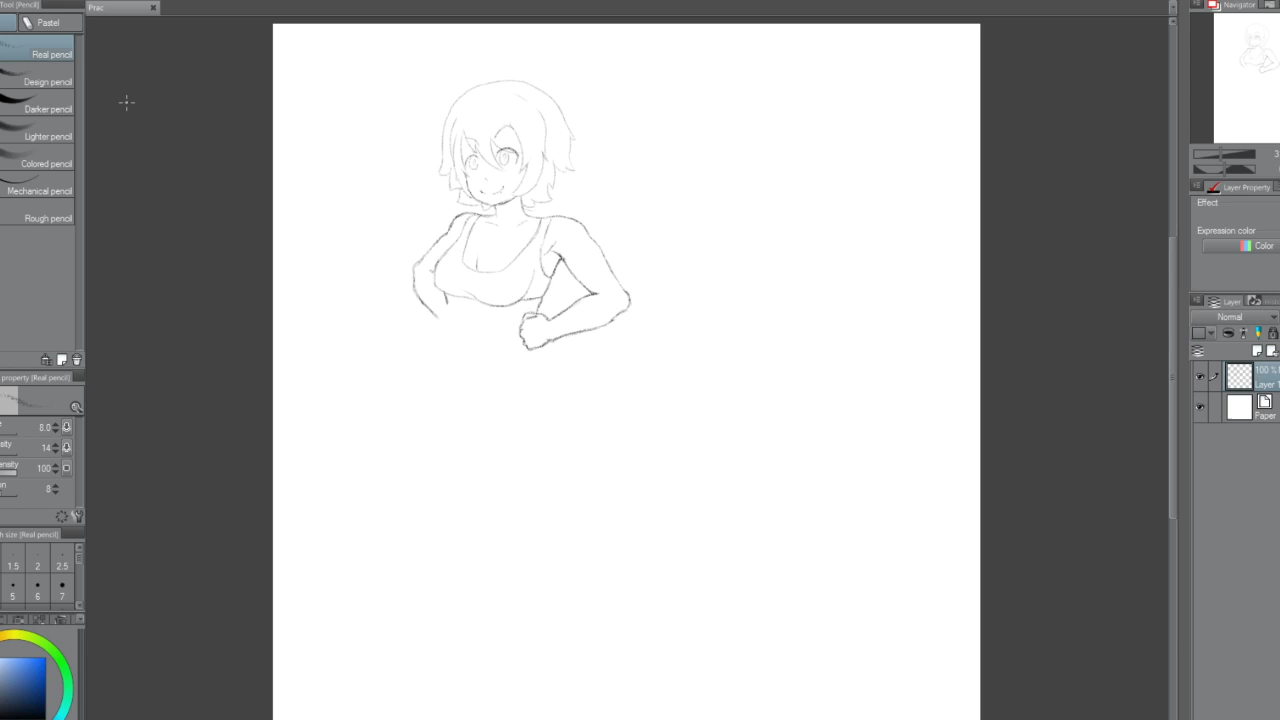 Tool [Pencil]
Prac
Navigator
Pastel
Real pencil
Design pencil
Darker pencil
Lighter pencil
Colored pencil
Mechanical pencil
Rough pencil
3
Layer Property
Effect
Expression color
Color
Layer
Normal
100 %
Layer 1
Paper
property [Real pencil]
8.0
14
100
8
size [Real pencil]
1.5 2 2.5
5 6 7